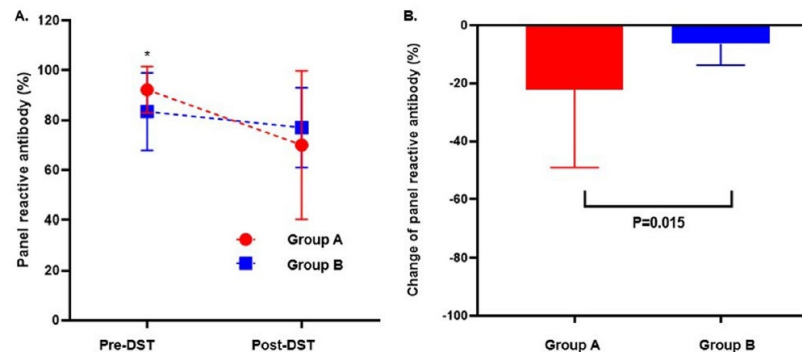 A.
Panel reactive antibody (%)
120
100
80
60
40
20
0
*
Group A
Group B
Pre-DST
Post-DST
B.
Change of panel reactive antibody (%)
0
-20
-40
-60
-80
-100
P=0.015
Group A
Group B